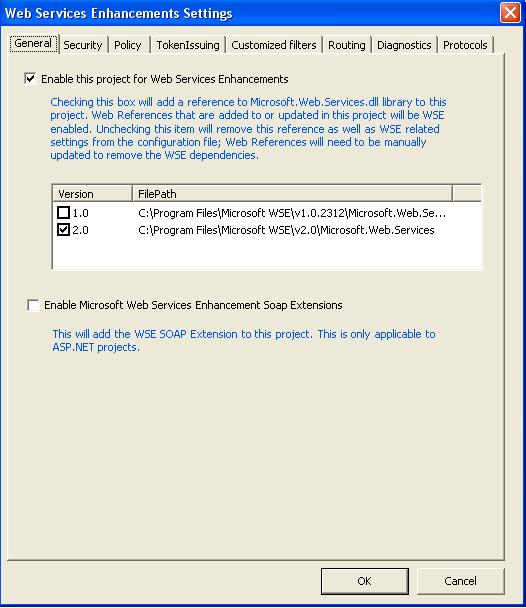 Web Services Enhancements Settings
General Security Policy TokenIssuing Customized filters Routing Diagnostics Protocols
Enable this project for Web Services Enhancements
Checking this box will add a reference to Microsoft.Web.Services.dll library to this
project. Web References that are added to or updated in this project will be WSE
enabled. Unchecking this item will remove this reference as well as WSE related
settings from the configuration file; Web References will need to be manually
updated to remove the WSE dependencies.
Version FilePath
1.0 C:\Program Files\Microsoft WSE\v1.0.2312\Microsoft.Web.Se...
2.0 C:\Program Files\Microsoft WSE\v2.0\Microsoft.Web.Services
Enable Microsoft Web Services Enhancement Soap Extensions
This will add the WSE SOAP Extension to this project. This is only applicable to
ASP.NET projects.
OK Cancel